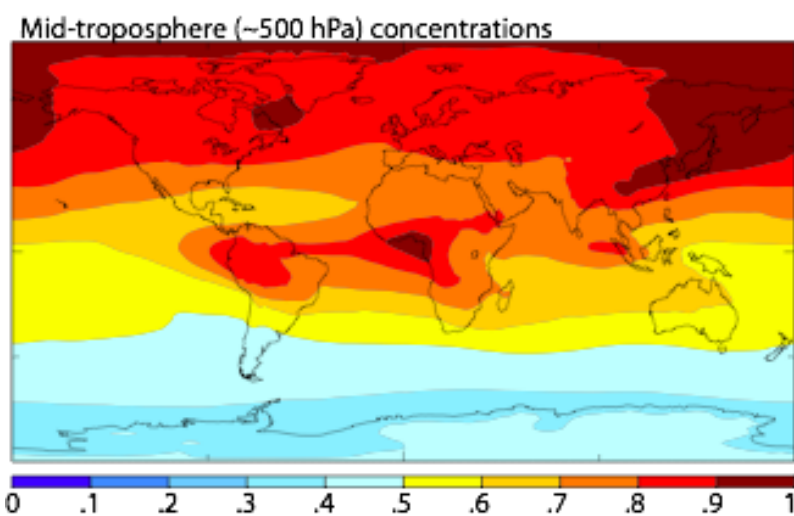 Mid-troposphere (~500 hPa) concentrations
0 .1 .2 .3 .4 .5 .6 .7 .8 .9 1